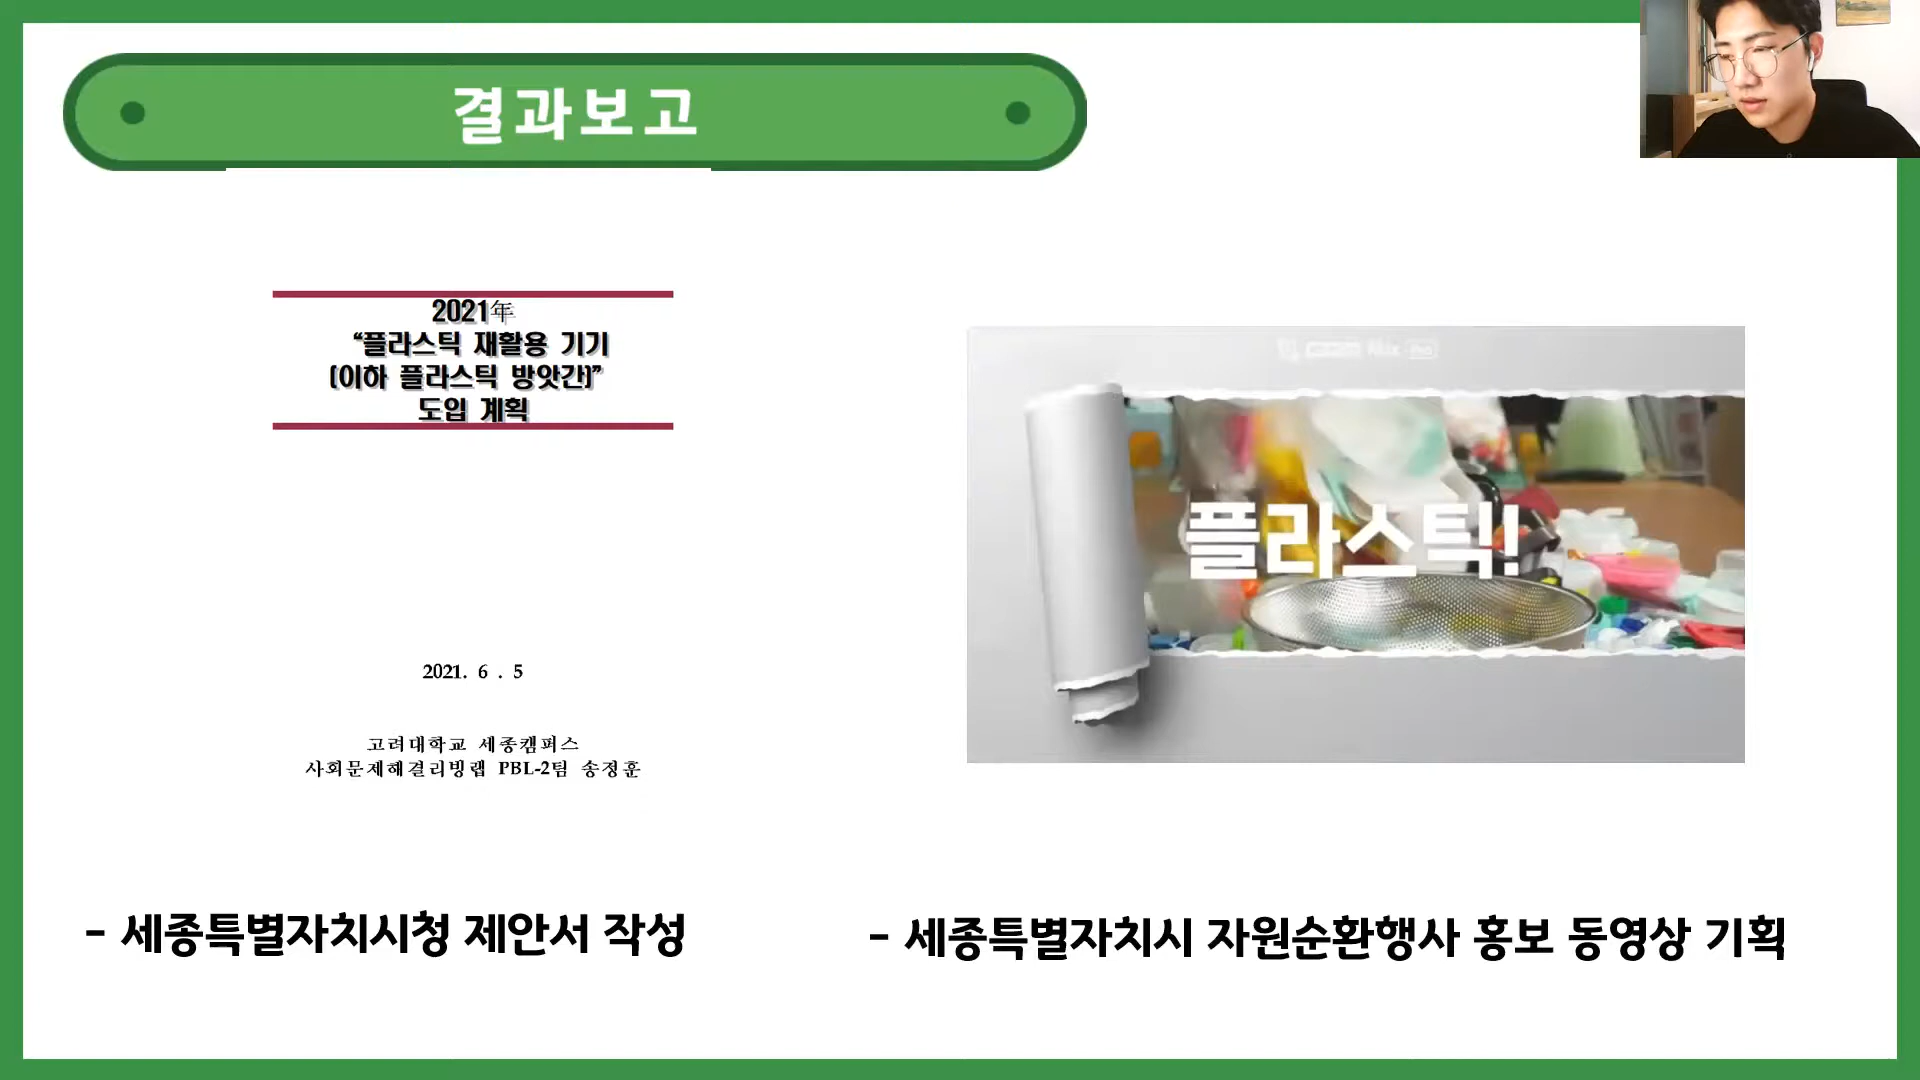 결과보고
2021年
“플라스틱 재활용 기기
(이하 플라스틱 방앗간)”
도입 계획
2021. 6 . 5
고려대학교 세종캠퍼스
사회문제해결리빙랩 PBL-2팀 송정훈
플라스틱!
- 세종특별자치시청 제안서 작성
- 세종특별자치시 자원순환행사 홍보 동영상 기획